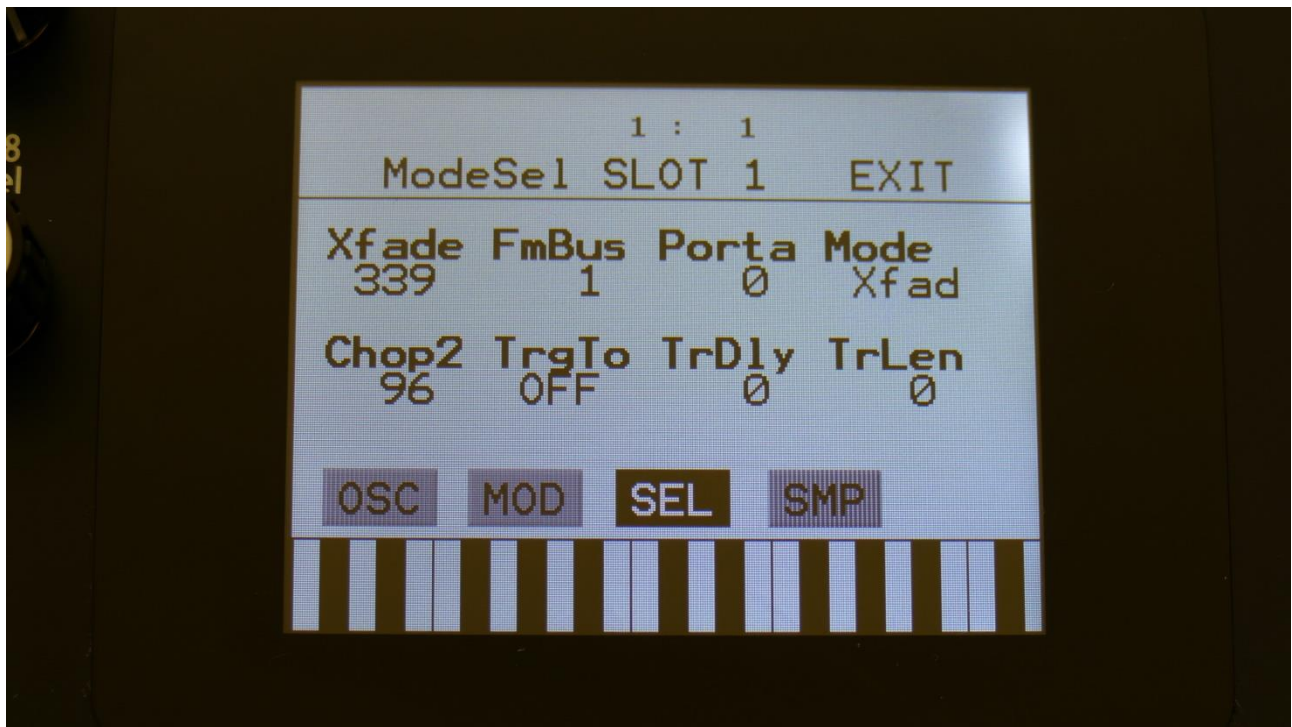 1 : 1
ModeSel SLOT 1 EXIT
Xfade FmBus Porta Mode
339 1 0 Xfad
Chop2 TrgTo TrDly TrLen
96 OFF 0 0
OSC MOD SEL SMP
8